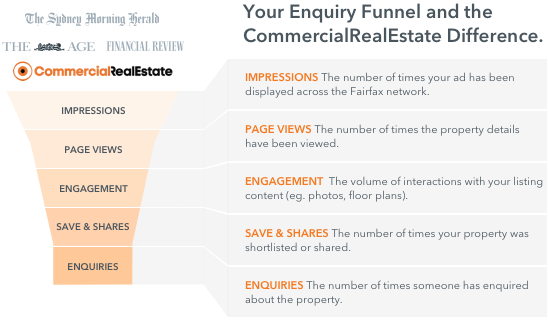 The Sydney Morning Herald
THE AGE FINANCIAL REVIEW
CommercialRealEstate
Your Enquiry Funnel and the
CommercialRealEstate Difference.
IMPRESSIONS
PAGE VIEWS
ENGAGEMENT
SAVE & SHARES
ENQUIRIES
IMPRESSIONS The number of times your ad has been
displayed across the Fairfax network.
PAGE VIEWS The number of times the property details
have been viewed.
ENGAGEMENT The volume of interactions with your listing
content (eg. photos, floor plans).
SAVE & SHARES The number of times your property was
shortlisted or shared.
ENQUIRIES The number of times someone has enquired
about the property.